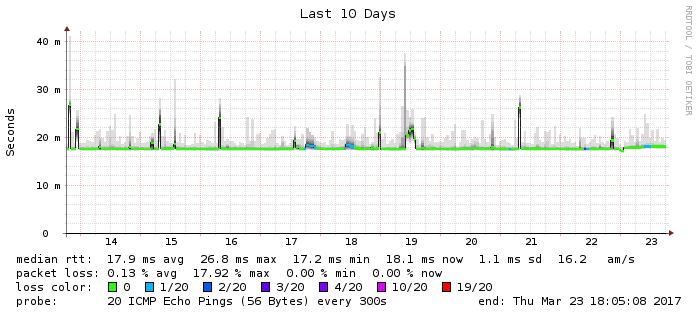 Last 10 Days
RRDTOOL / TOBI OETIKER
Seconds
40 m
30 m
20 m
10 m
0
14 15 16 17 18 19 20 21 22 23
median rtt: 17.9 ms avg 26.8 ms max 17.2 ms min 18.1 ms now 1.1 ms sd 16.2 am/s
packet loss: 0.13 % avg 17.92 % max 0.00 % min 0.00 % now
loss color: 0 1/20 2/20 3/20 4/20 10/20 19/20
probe: 20 ICMP Echo Pings (56 Bytes) every 300s end: Thu Mar 23 18:05:08 2017